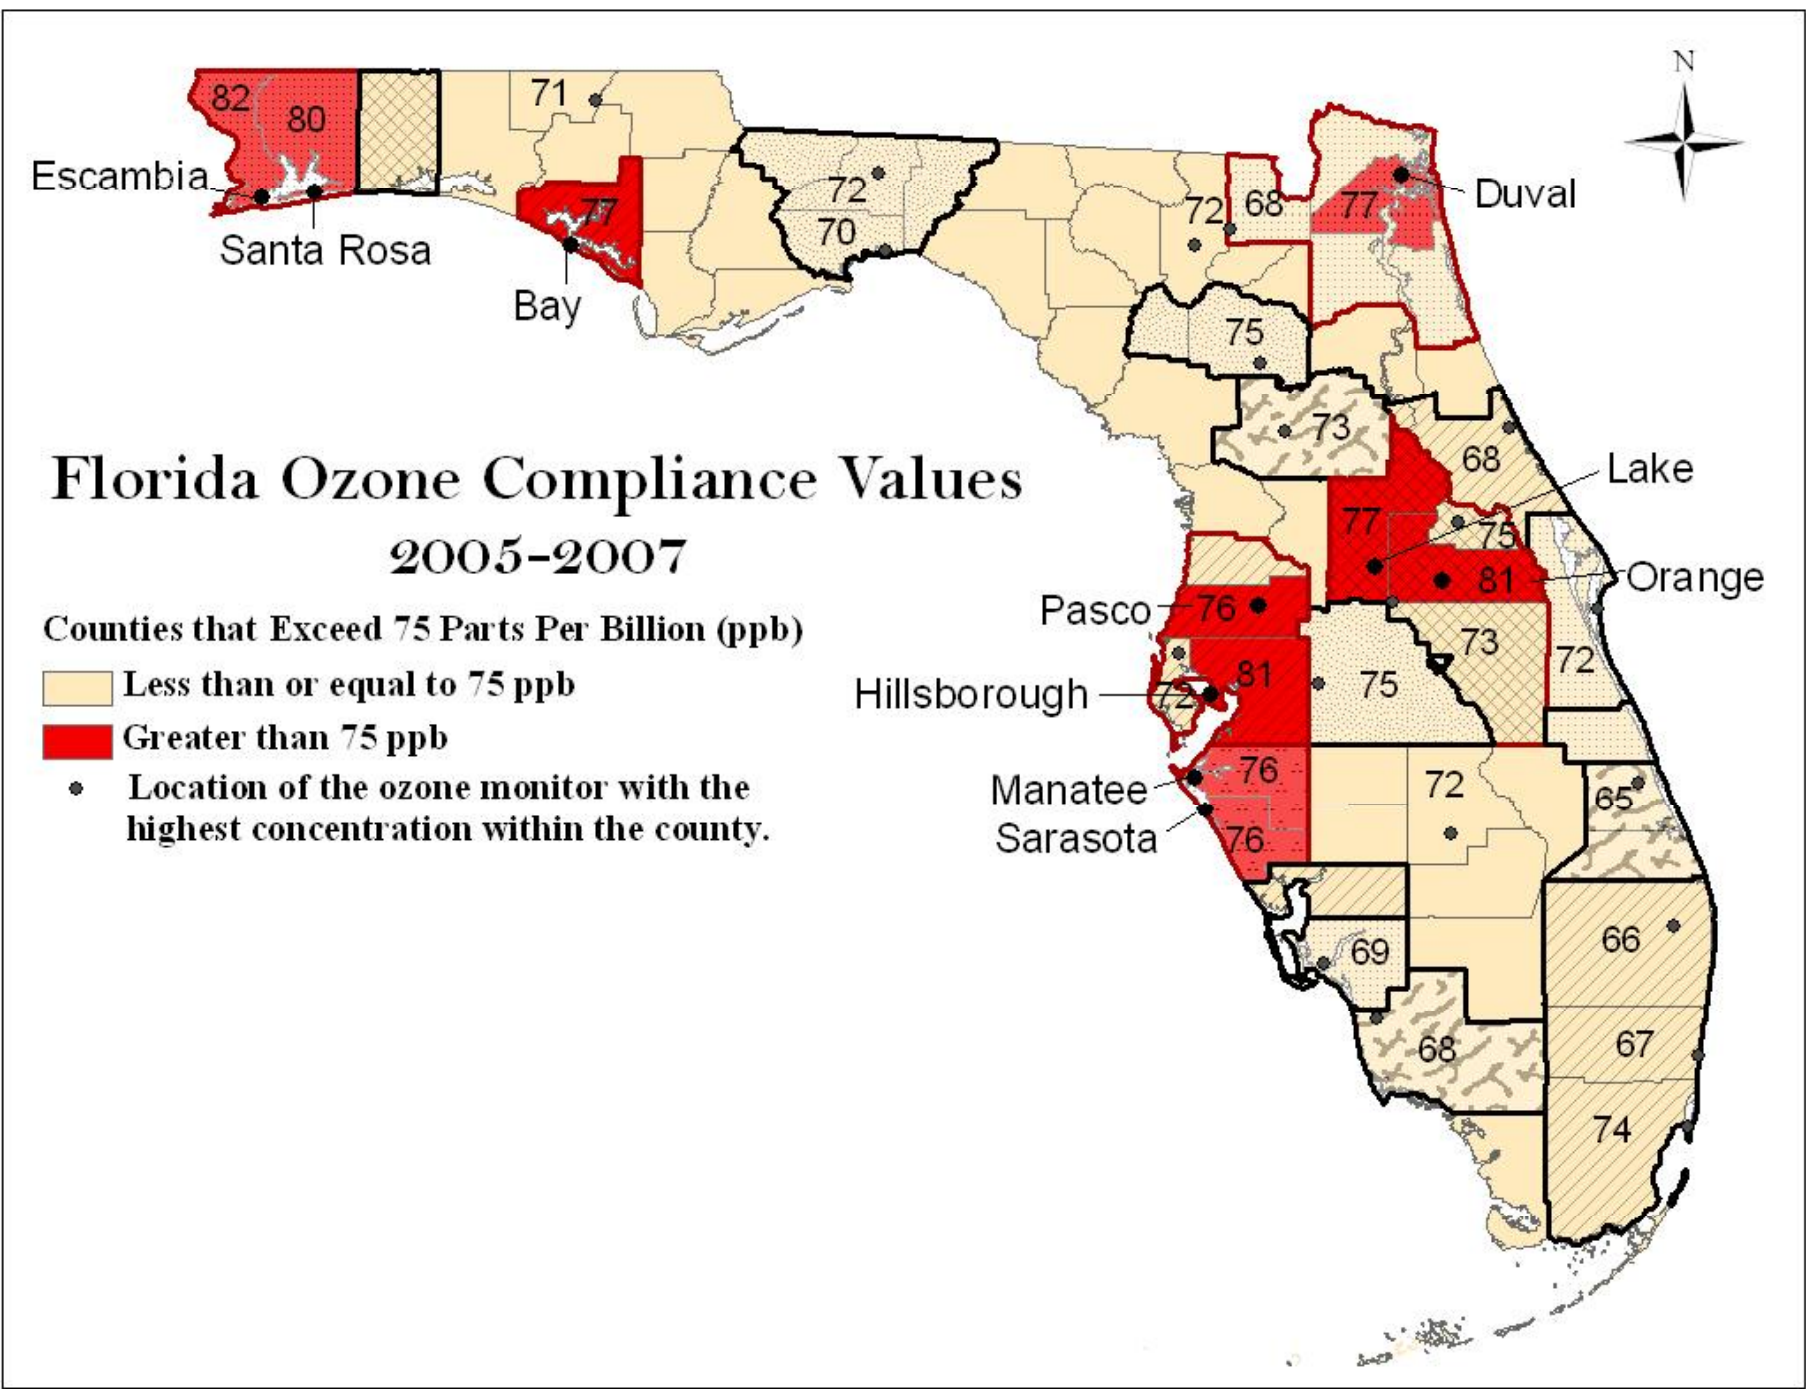 N
82
80
71
Escambia
Santa Rosa
77
Bay
72
70
72
68
77
Duval
75
73
68
Lake
Florida Ozone Compliance Values
2005-2007
77
75
81
Orange
Counties that Exceed 75 Parts Per Billion (ppb)
Less than or equal to 75 ppb
Greater than 75 ppb
Location of the ozone monitor with the
highest concentration within the county.
Pasco
76
73
72
Hillsborough
72
81
75
Manatee
76
72
65
Sarasota
76
66
69
68
67
74